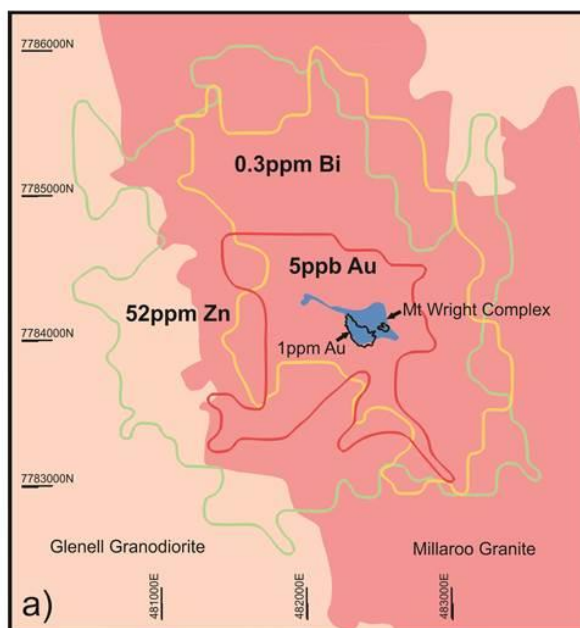 7786000N
0.3ppm Bi
7785000N
5ppb Au
52ppm Zn
Mt Wright Complex
7784000N
1ppm Au
7783000N
Glenell Granodiorite
Millaroo Granite
a)
481000E
482000E
483000E